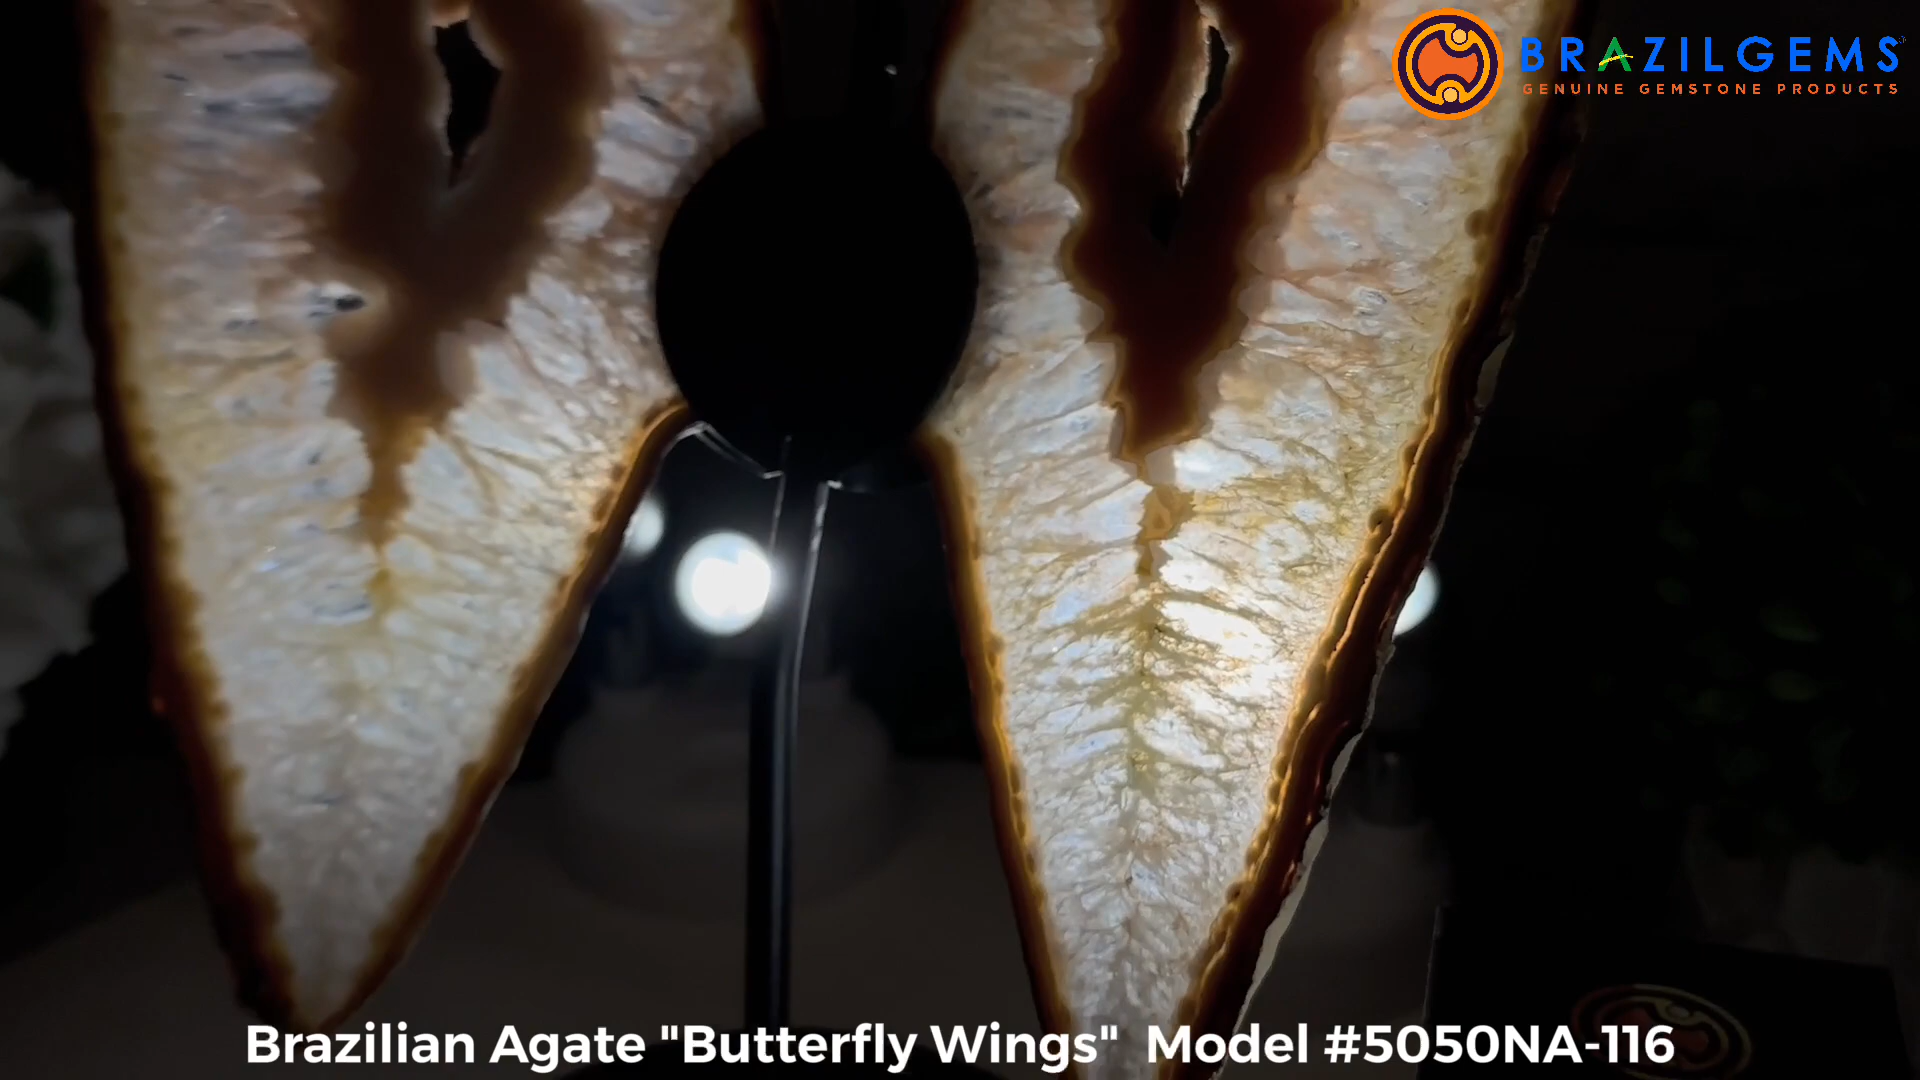 BRAZILGEMS
GENUINE GEMSTONE PRODUCTS
Brazilian Agate "Butterfly Wings" Model #5050NA-116